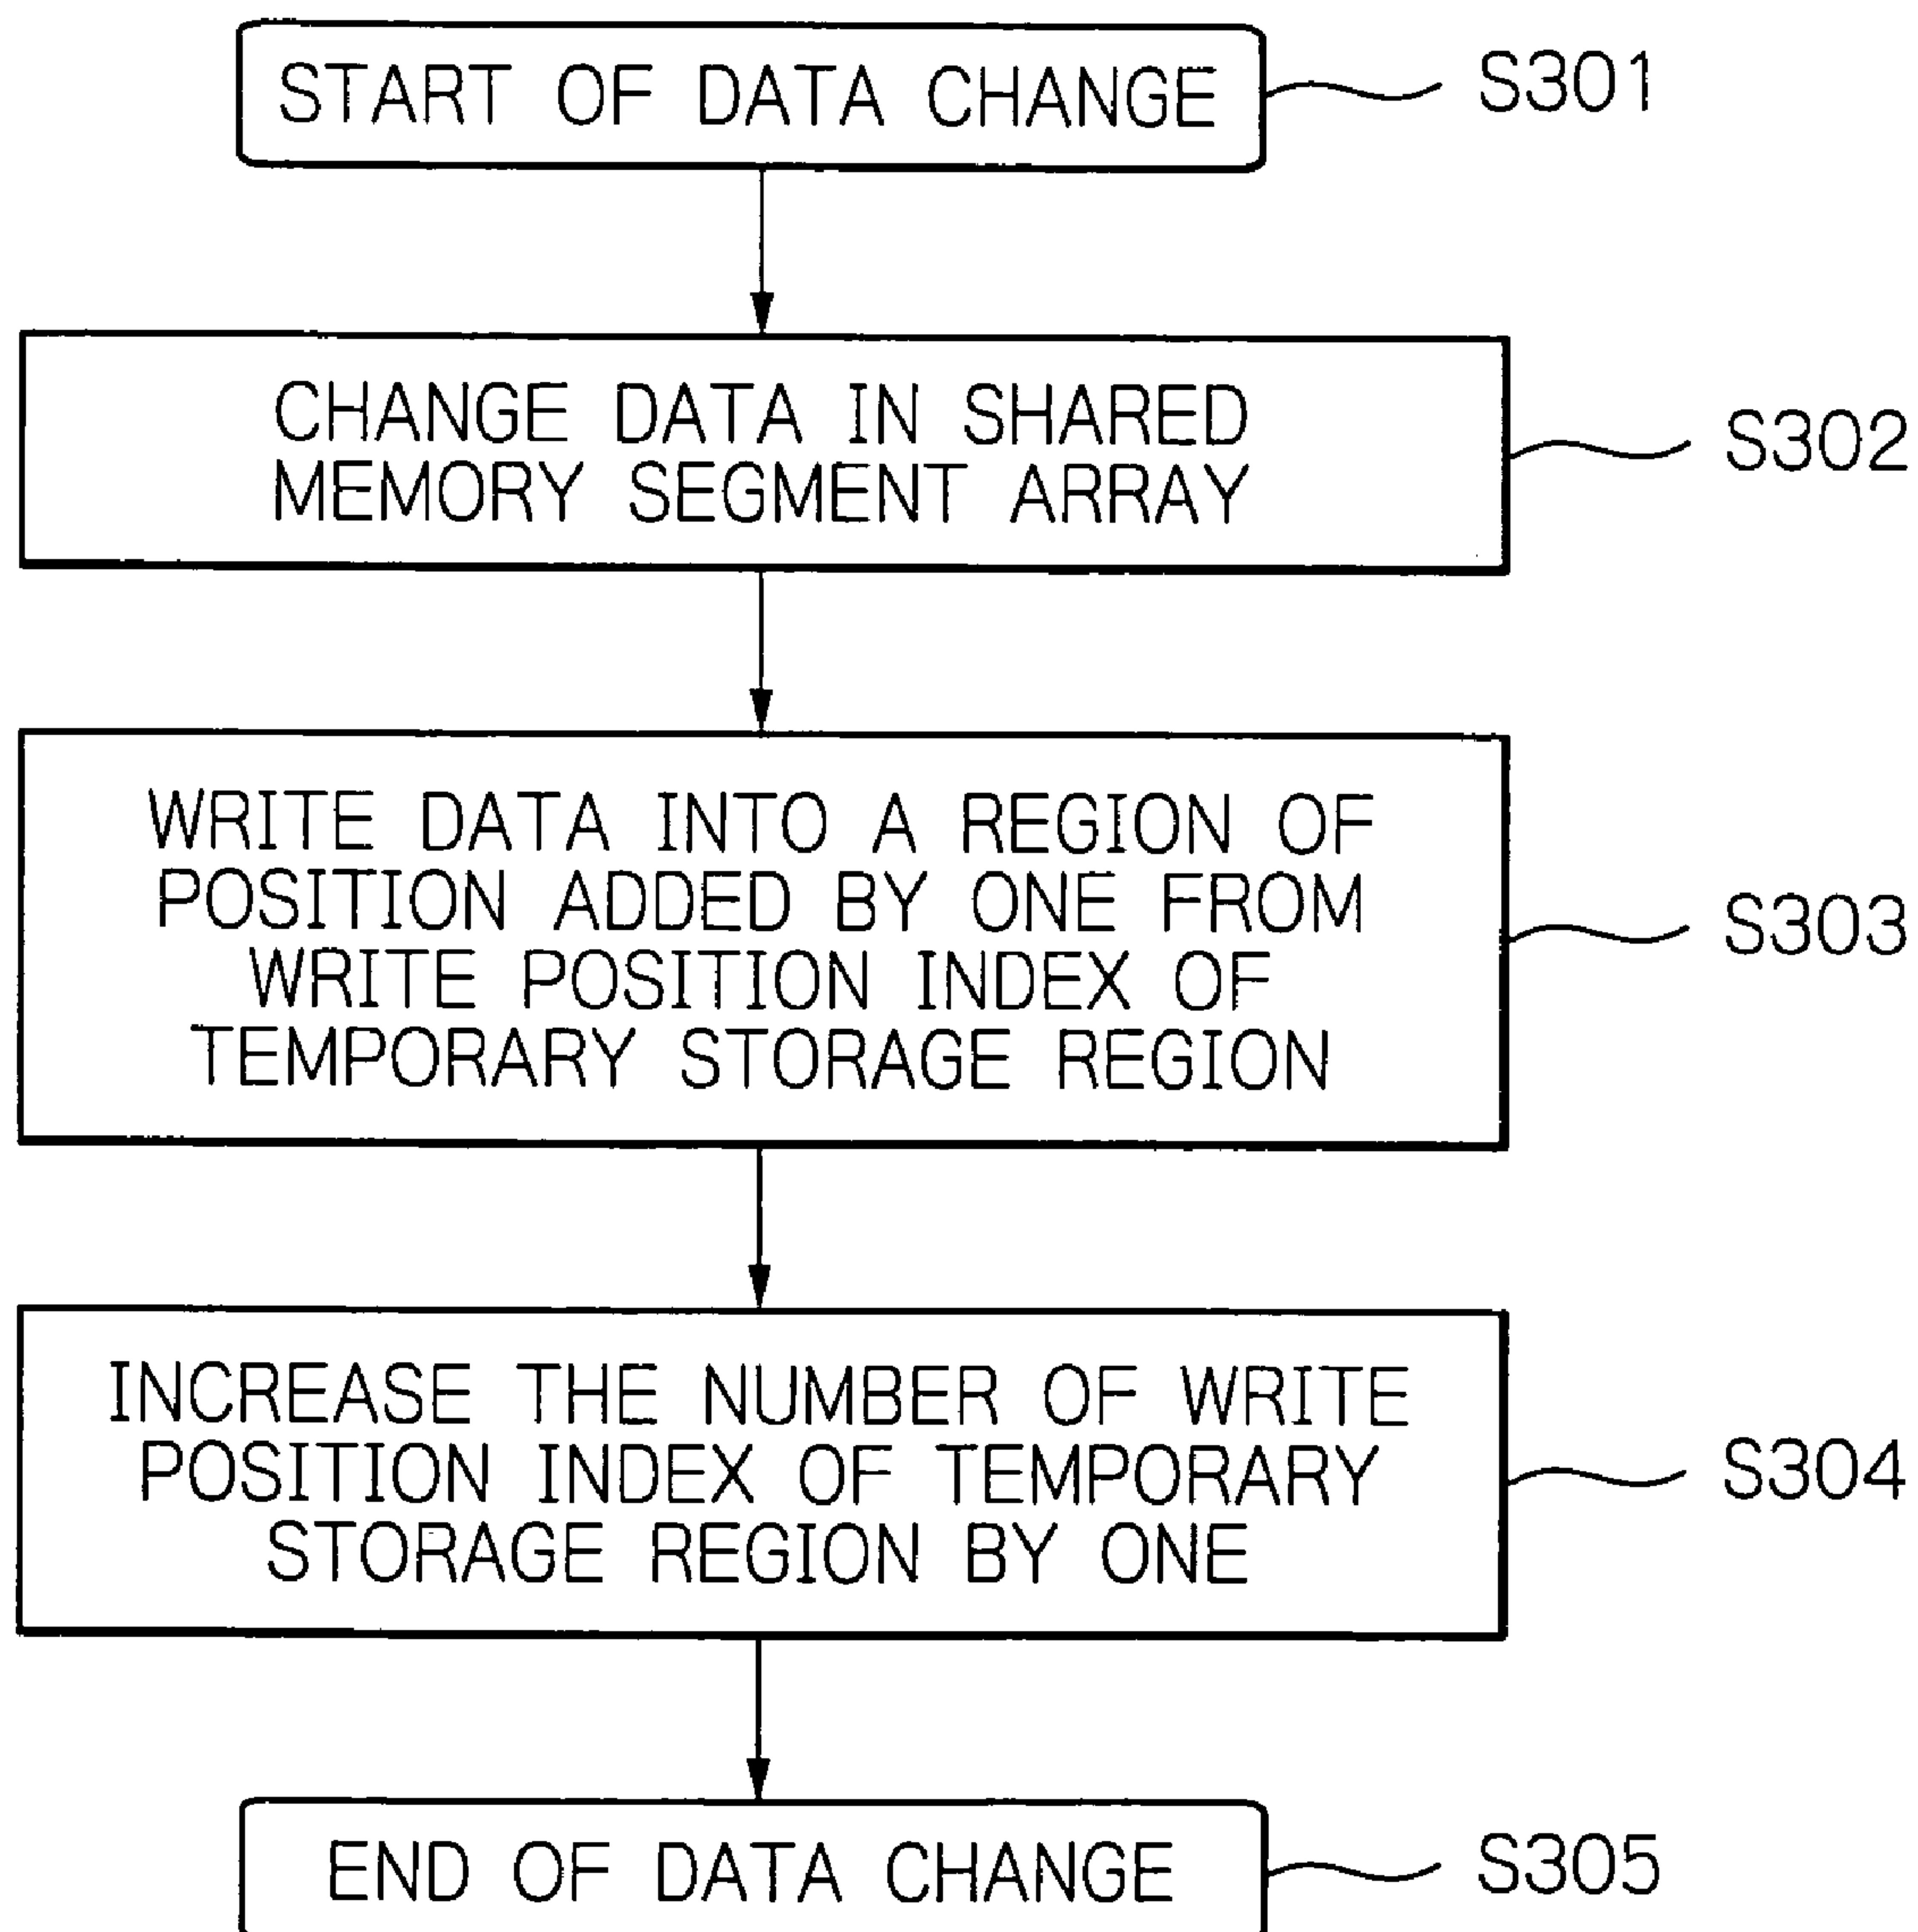 START OF DATA CHANGE
S301
CHANGE DATA IN SHARED
MEMORY SEGMENT ARRAY
S302
WRITE DATA INTO A REGION OF
POSITION ADDED BY ONE FROM
WRITE POSITION INDEX OF
TEMPORARY STORAGE REGION
S303
INCREASE THE NUMBER OF WRITE
POSITION INDEX OF TEMPORARY
STORAGE REGION BY ONE
S304
END OF DATA CHANGE
S305